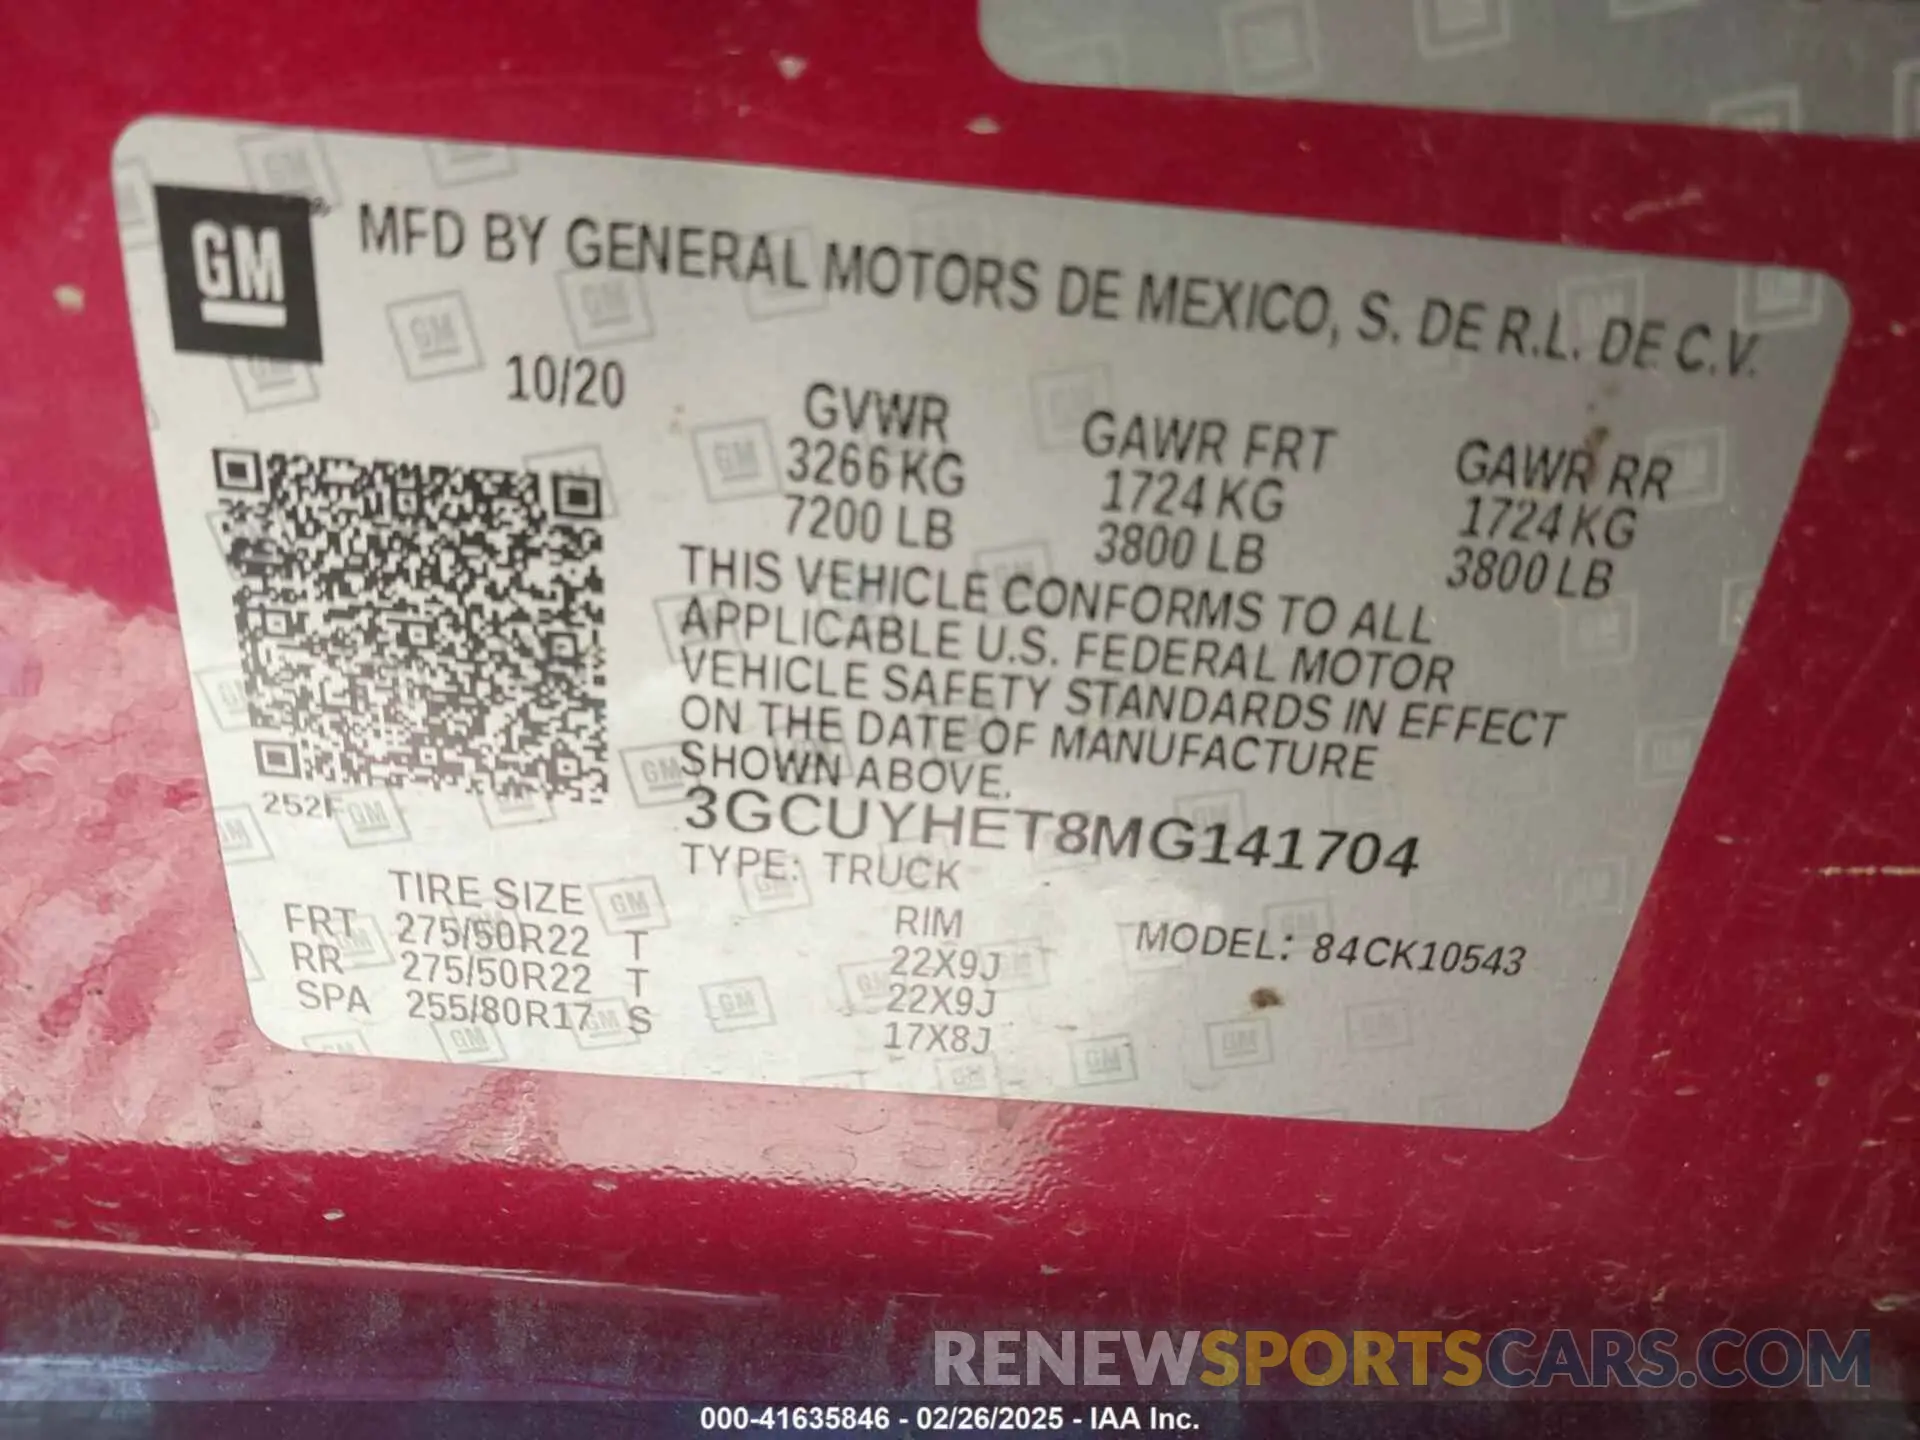 GM
MFD BY GENERAL MOTORS DE MEXICO, S. DE R.L. DE C.V.
10/20
GVWR GAWR FRT GAWR RR
3266 KG 1724 KG 1724 KG
7200 LB 3800 LB 3800 LB
THIS VEHICLE CONFORMS TO ALL
APPLICABLE U.S. FEDERAL MOTOR
VEHICLE SAFETY STANDARDS IN EFFECT
ON THE DATE OF MANUFACTURE
SHOWN ABOVE.
252F
3GCUYHET8MG141704
TYPE: TRUCK
TIRE SIZE RIM MODEL: 84CK10543
FRT 275/50R22 T 22X9J
RR 275/50R22 T 22X9J
SPA 255/80R17 S 17X8J
RENEWSPORTSCARS.COM
000-41635846 - 02/26/2025 - IAA Inc.